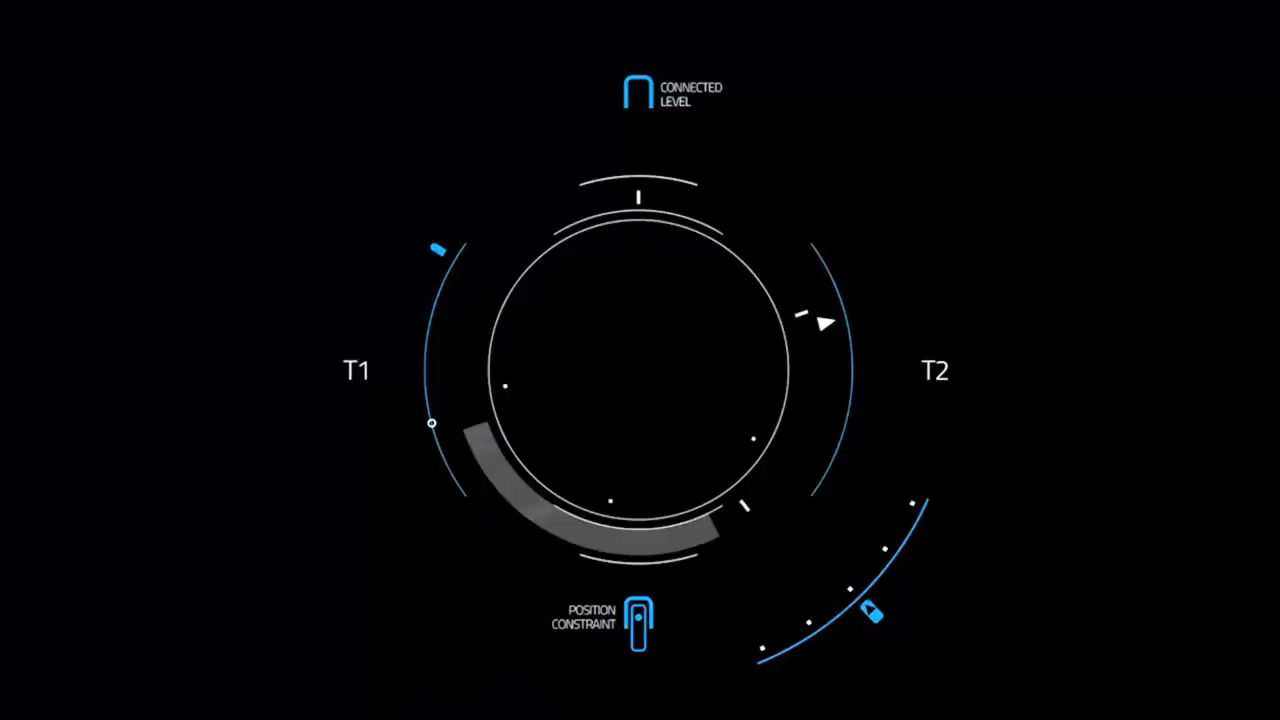 CONNECTED
LEVEL
T1
T2
POSITION
CONSTRAINT